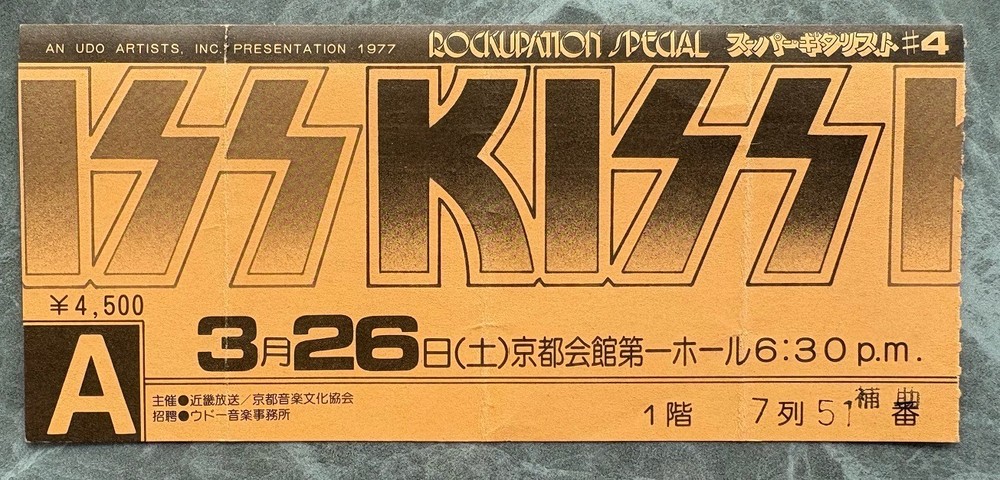 AN UDO ARTISTS, INC. PRESENTATION 1977 ROCKUPATION SPECIAL スーパー・ギタリスト #4
ISS KISS I
¥4,500
A
3月26日(土)京都会館第一ホール6:30p.m.
主催●近畿放送／京都音楽文化協会
招聘●ウドー音楽事務所
補
1階 7列 51 番